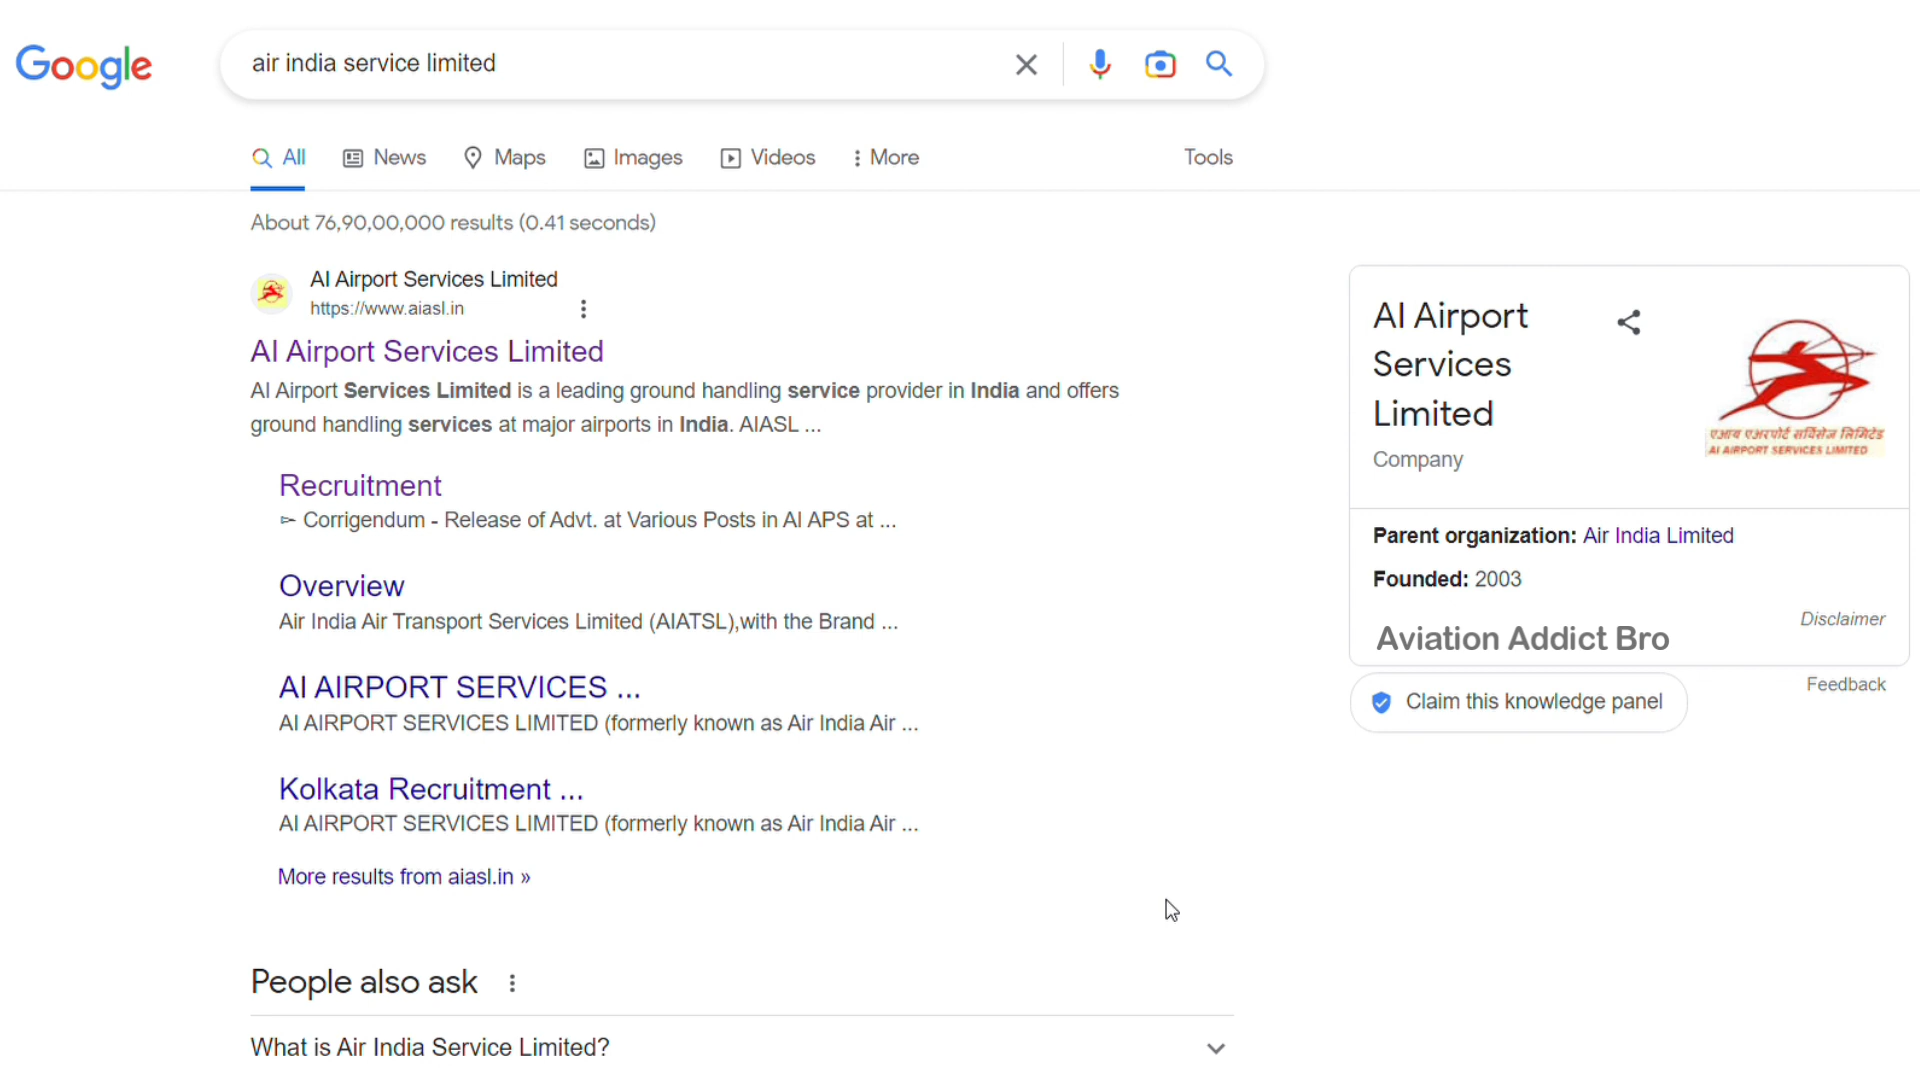 Google
air india service limited
All
News
Maps
Images
Videos
More
Tools
About 76,90,00,000 results (0.41 seconds)
AI Airport Services Limited
https://www.aiasl.in
AI Airport Services Limited
AI Airport Services Limited is a leading ground handling service provider in India and offers
ground handling services at major airports in India. AIASL ...
Recruitment
➣ Corrigendum - Release of Advt. at Various Posts in AI APS at ...
Overview
Air India Air Transport Services Limited (AIATSL),with the Brand ...
AI AIRPORT SERVICES ...
AI AIRPORT SERVICES LIMITED (formerly known as Air India Air ...
Kolkata Recruitment ...
AI AIRPORT SERVICES LIMITED (formerly known as Air India Air ...
More results from aiasl.in »
People also ask
What is Air India Service Limited?
AI Airport
Services
Limited
Company
एआय एअरपोर्ट सर्विसेज लिमिटेड
AI AIRPORT SERVICES LIMITED
Parent organization: Air India Limited
Founded: 2003
Disclaimer
Aviation Addict Bro
Feedback
Claim this knowledge panel